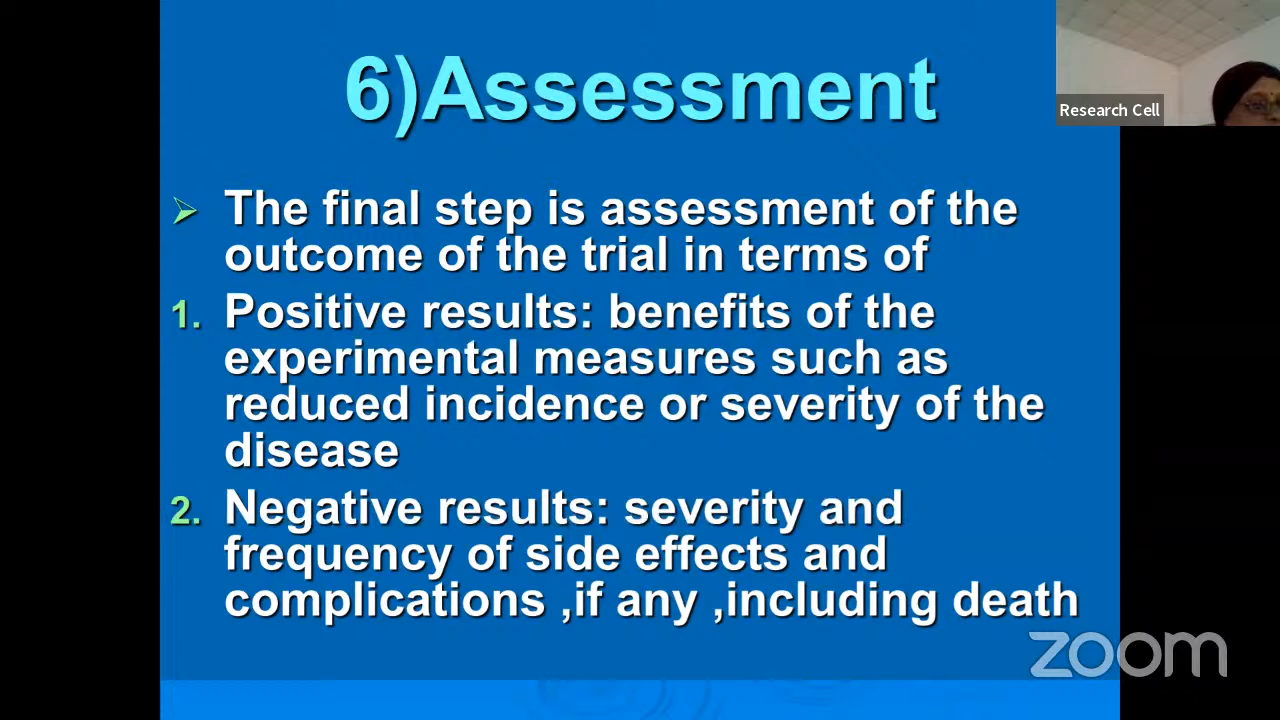 6)Assessment
Research Cell
The final step is assessment of the
outcome of the trial in terms of
1. Positive results: benefits of the
experimental measures such as
reduced incidence or severity of the
disease
2. Negative results: severity and
frequency of side effects and
complications ,if any ,including death
zoom